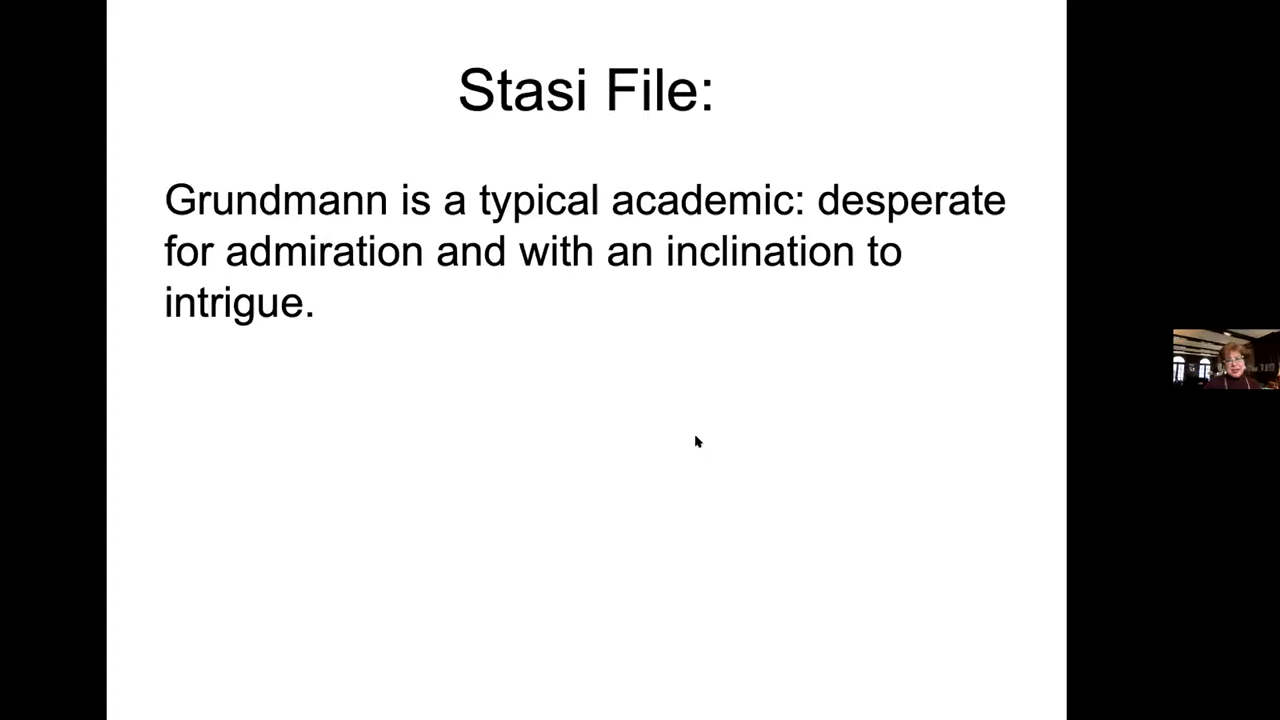 Stasi File:
Grundmann is a typical academic: desperate
for admiration and with an inclination to
intrigue.